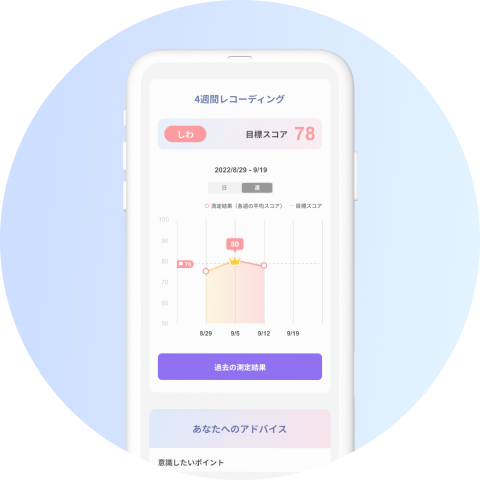 4週間レコーディング
しわ 目標スコア 78
2022/8/29 - 9/19
日 週
測定結果（各週の平均スコア） 目標スコア
100
90
80
78
80
70
60
50
8/29 9/5 9/12 9/19
過去の測定結果
あなたへのアドバイス
意識したいポイント